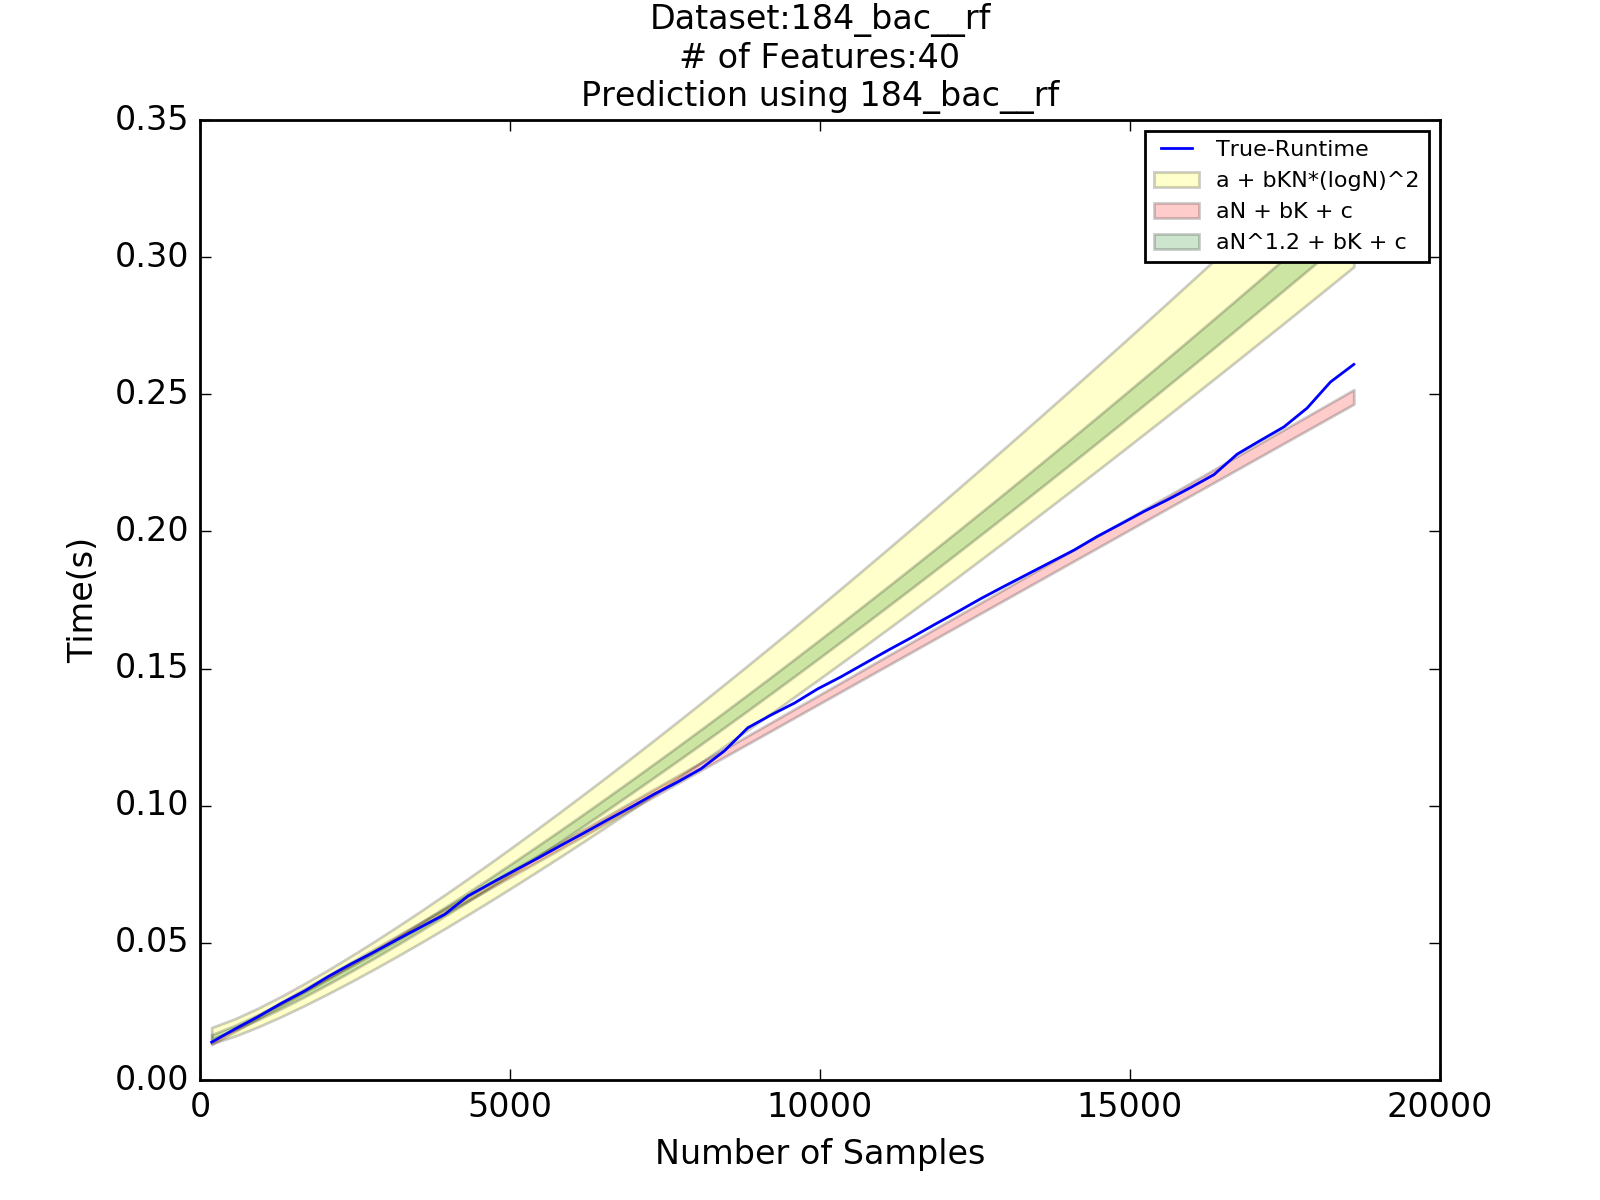 Dataset:184_bac__rf
# of Features:40
Prediction using 184_bac__rf
0.35
0.30
0.25
0.20
0.15
0.10
0.05
0.00
Time(s)
True-Runtime
a + bKN*(logN)^2
aN + bK + c
aN^1.2 + bK + c
0
5000
10000
15000
20000
Number of Samples